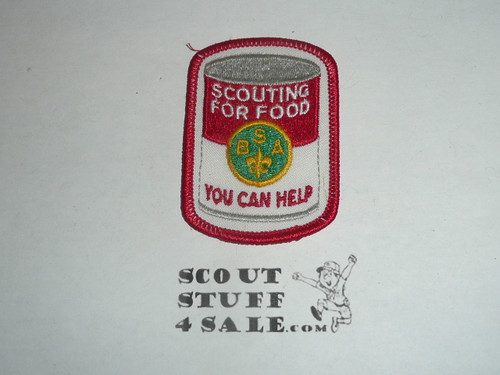 SCOUTING
FOR FOOD
S
B A
YOU CAN HELP
SCOUT
STUFF
4 SALE.COM